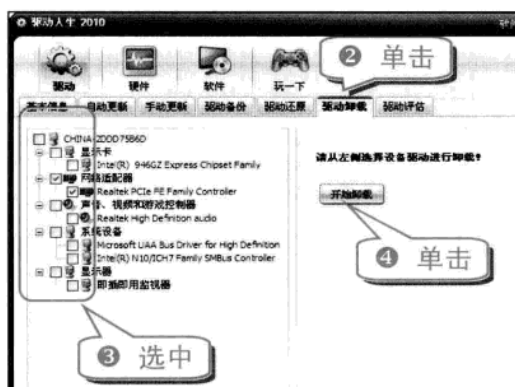 驱动人生 2010
驱动 硬件 软件 玩一下
❷ 单击
基本信息 自动更新 手动更新 驱动备份 驱动还原 驱动卸载 驱动评估
CHINA-2DDD75B6D
显示卡
Intel(R) 946GZ Express Chipset Family
网络适配器
Realtek PCIe FE Family Controller
声音、视频和游戏控制器
Realtek High Definition audio
系统设备
Microsoft UAA Bus Driver for High Definition
Intel(R) N10/ICH7 Family SMBus Controller
显示器
即插即用监视器
请从左侧选择设备驱动进行卸载!
开始卸载
❹ 单击
❸ 选中